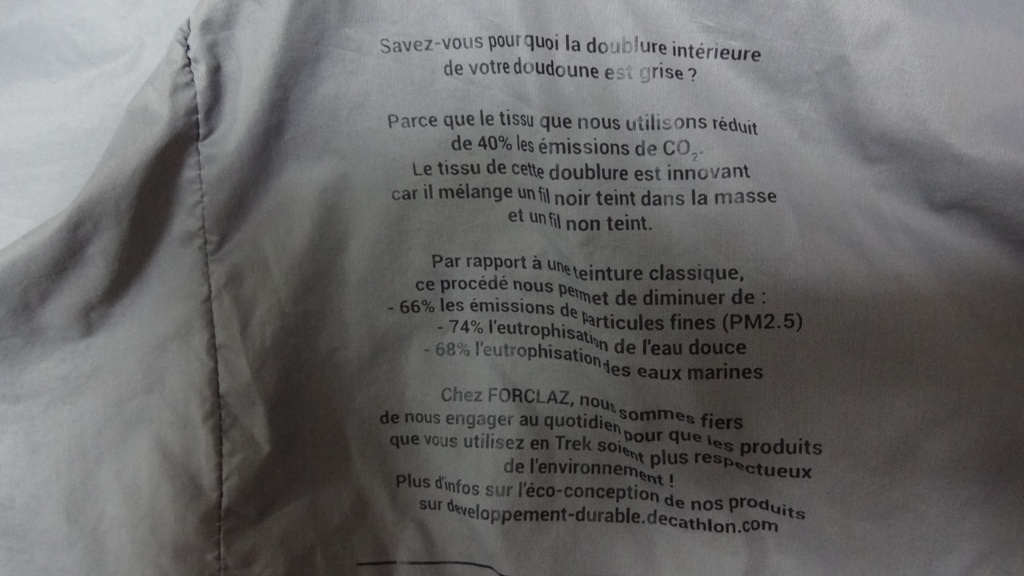 Savez-vous pourquoi la doublure intérieure
de votre doudoune est grise ?
Parce que le tissu que nous utilisons réduit
de 40% les émissions de CO₂.
Le tissu de cette doublure est innovant
car il mélange un fil noir teint dans la masse
et un fil non teint.
Par rapport à une teinture classique,
ce procédé nous permet de diminuer de :
- 66% les émissions de particules fines (PM2.5)
- 74% l'eutrophisation de l'eau douce
- 68% l'eutrophisation des eaux marines
Chez FORCLAZ, nous sommes fiers
de nous engager au quotidien pour que les produits
que vous utilisez en Trek soient plus respectueux
de l'environnement !
Plus d'infos sur l'éco-conception de nos produits
sur developpement-durable.decathlon.com